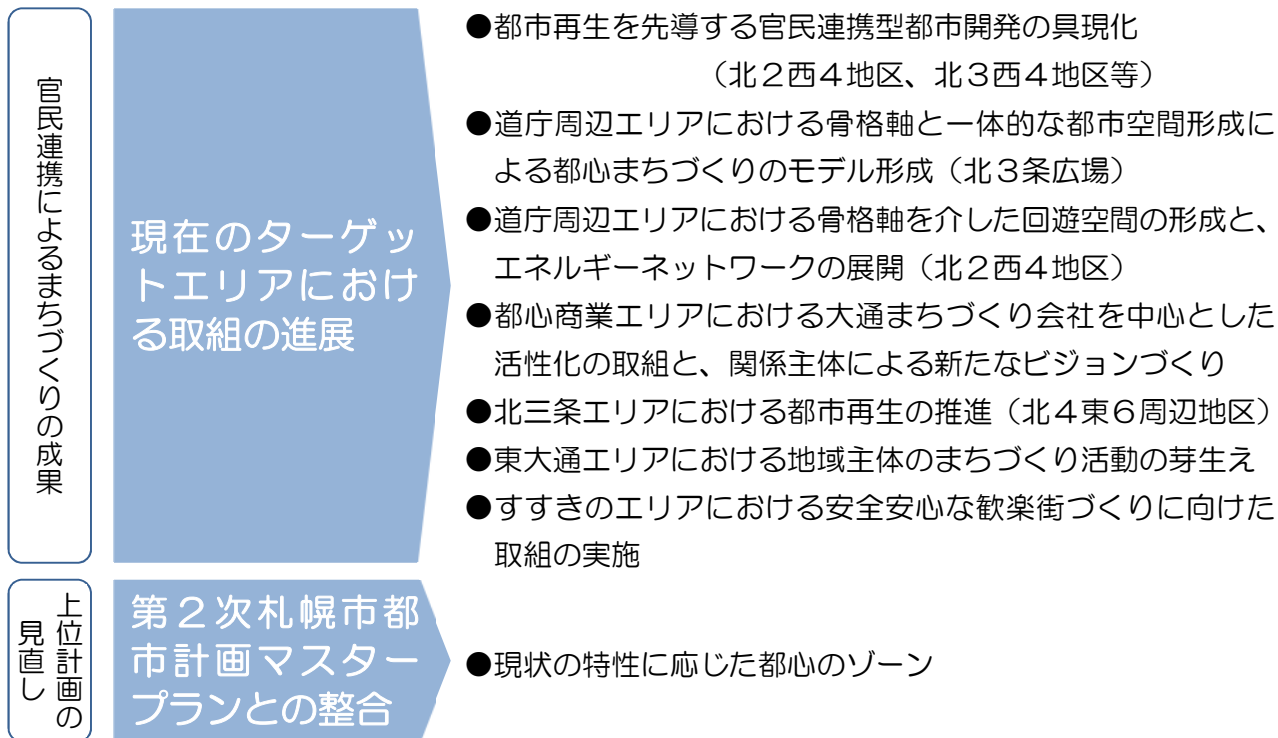 官民連携によるまちづくりの成果
現在のターゲッ
トエリアにおけ
る取組の進展
●都市再生を先導する官民連携型都市開発の具現化
（北２西４地区、北３西４地区等）
●道庁周辺エリアにおける骨格軸と一体的な都市空間形成に
よる都心まちづくりのモデル形成（北３条広場）
●道庁周辺エリアにおける骨格軸を介した回遊空間の形成と、
エネルギーネットワークの展開（北２西４地区）
●都心商業エリアにおける大通まちづくり会社を中心とした
活性化の取組と、関係主体による新たなビジョンづくり
●北三条エリアにおける都市再生の推進（北４東６周辺地区）
●東大通エリアにおける地域主体のまちづくり活動の芽生え
●すすきのエリアにおける安全安心な歓楽街づくりに向けた
取組の実施
上位計画の
見直し
第２次札幌市都
市計画マスター
プランとの整合
●現状の特性に応じた都心のゾーン